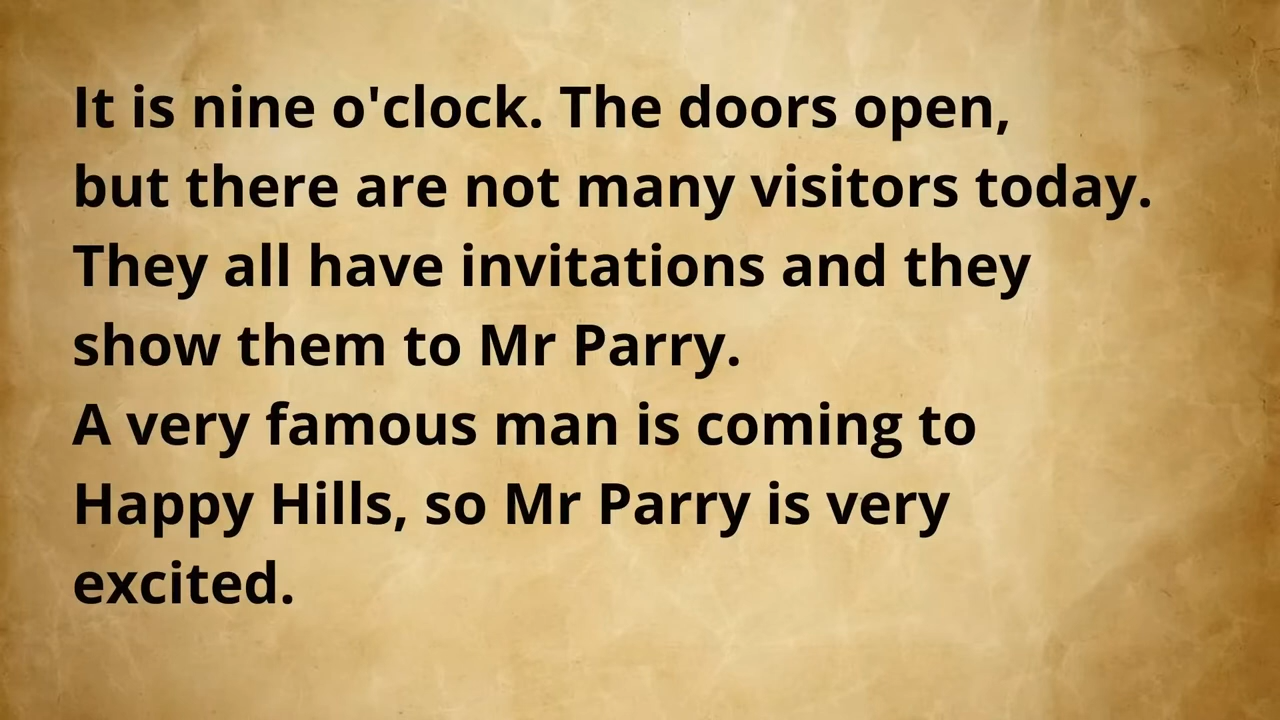 It is nine o'clock. The doors open,
but there are not many visitors today.
They all have invitations and they
show them to Mr Parry.
A very famous man is coming to
Happy Hills, so Mr Parry is very
excited.